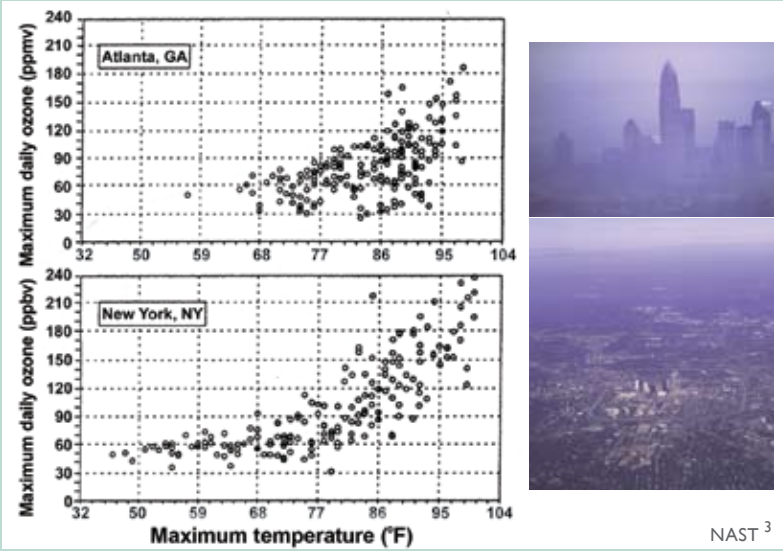 Maximum daily ozone (ppmv)
240
210
180
150
120
90
60
30
0
Atlanta, GA
32 50 59 68 77 86 95 104
Maximum daily ozone (ppbv)
240
210
180
150
120
90
60
30
0
New York, NY
32 50 59 68 77 86 95 104
Maximum temperature (°F)
NAST 3